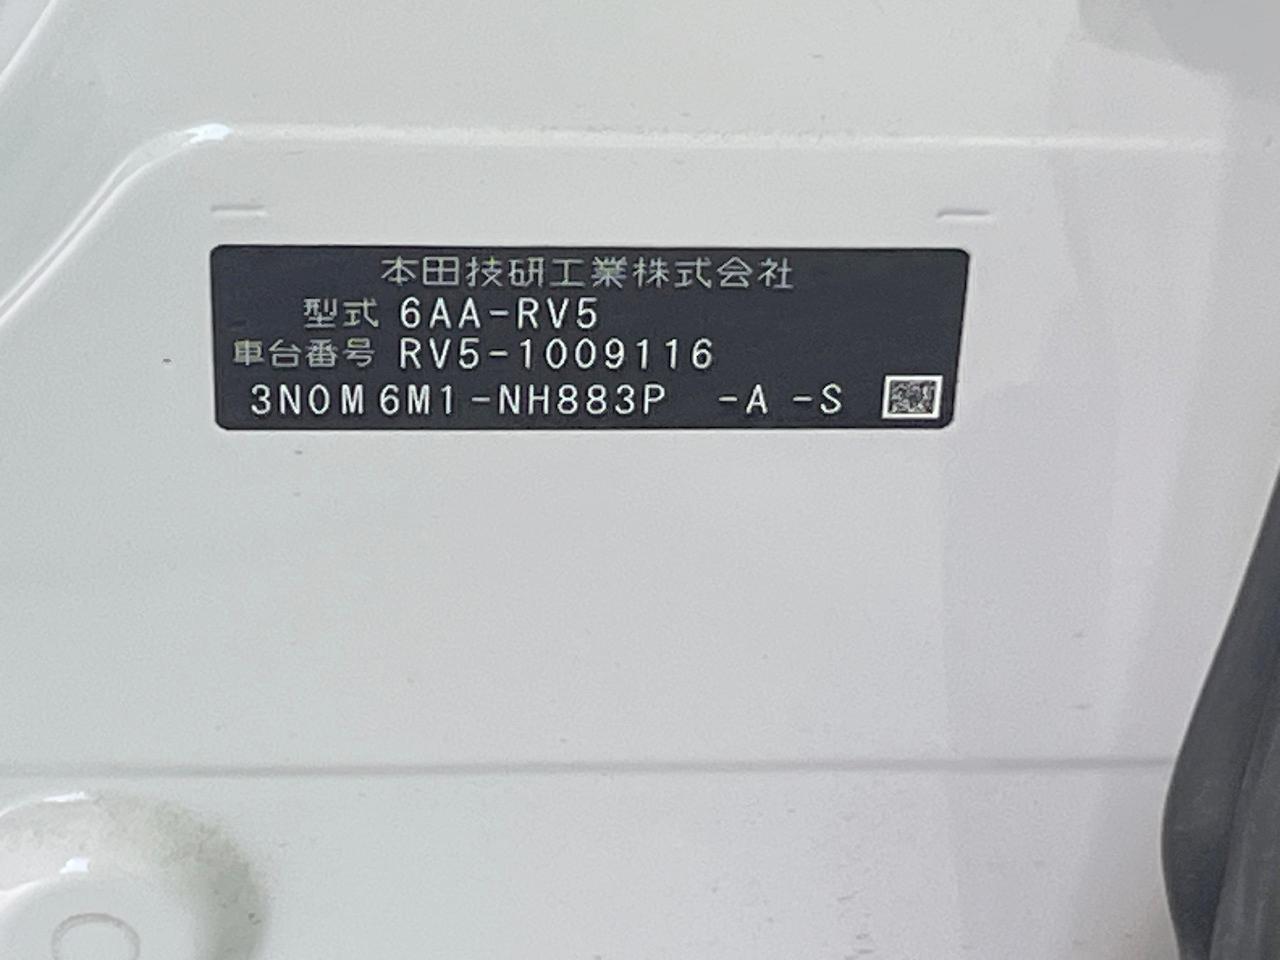 本田技研工業株式会社
型式 6AA-RV5
車台番号 RV5-1009116
3N0M6M1-NH883P -A -S